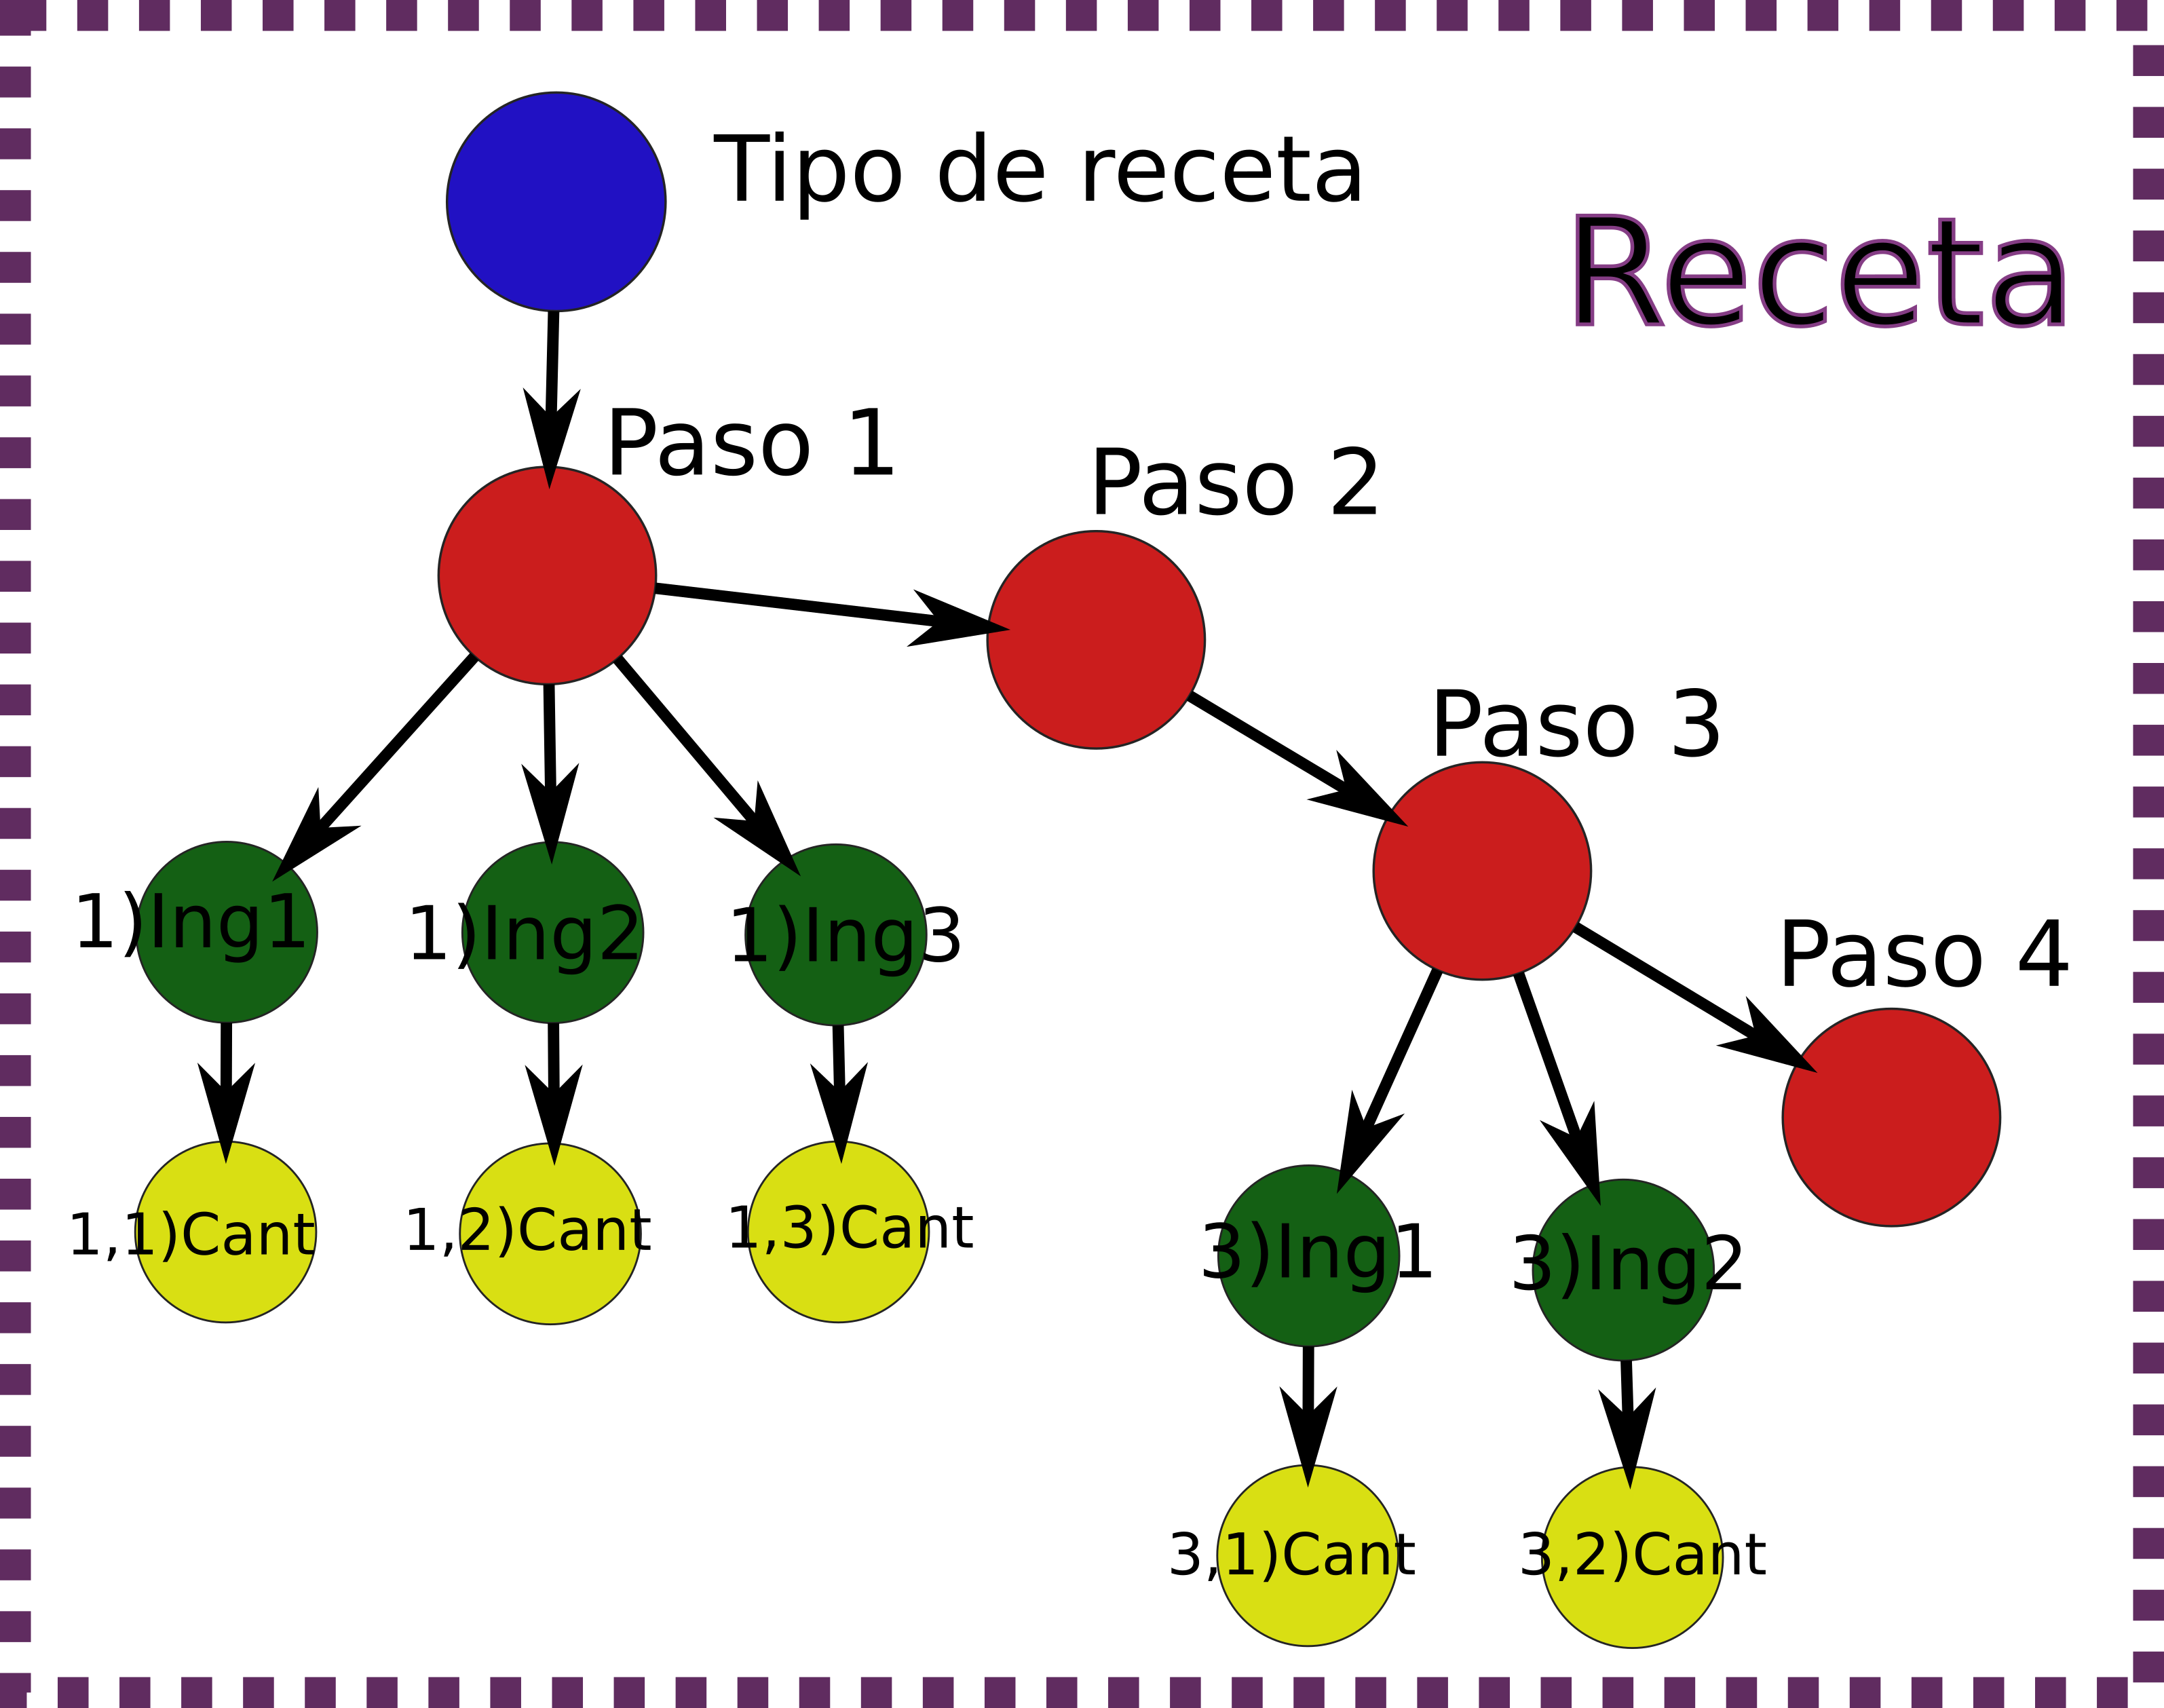 Tipo de receta
Receta
Paso 1
Paso 2
Paso 3
Paso 4
1)Ing1
1)Ing2
1)Ing3
1,1)Cant
1,2)Cant
1,3)Cant
3)Ing1
3)Ing2
3,1)Cant
3,2)Cant